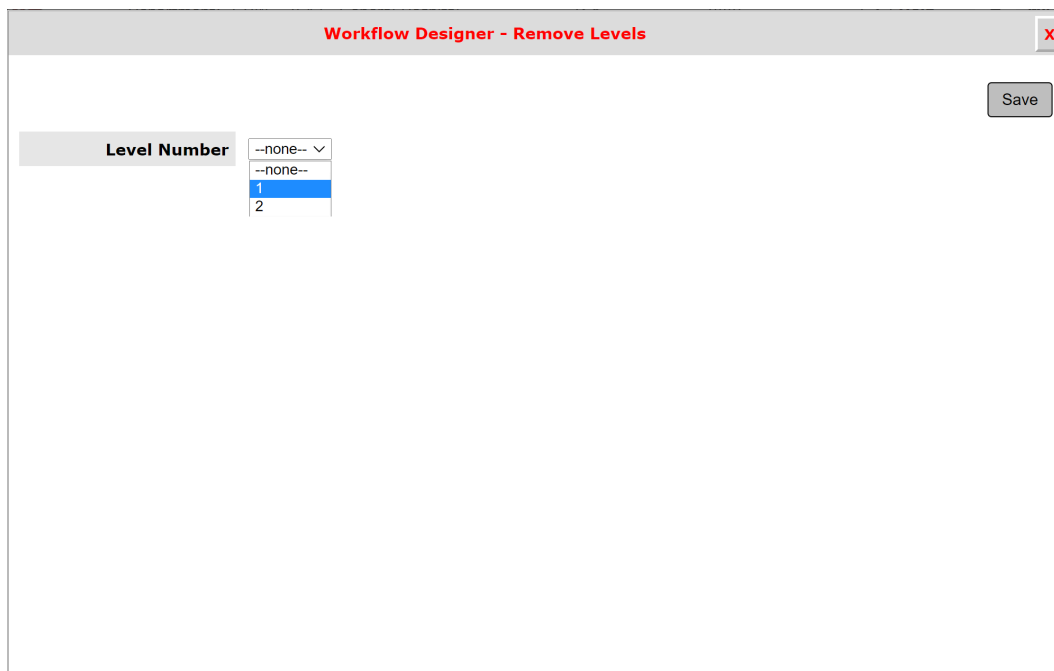 Workflow Designer - Remove Levels
X
Save
Level Number
--none--
--none--
1
2